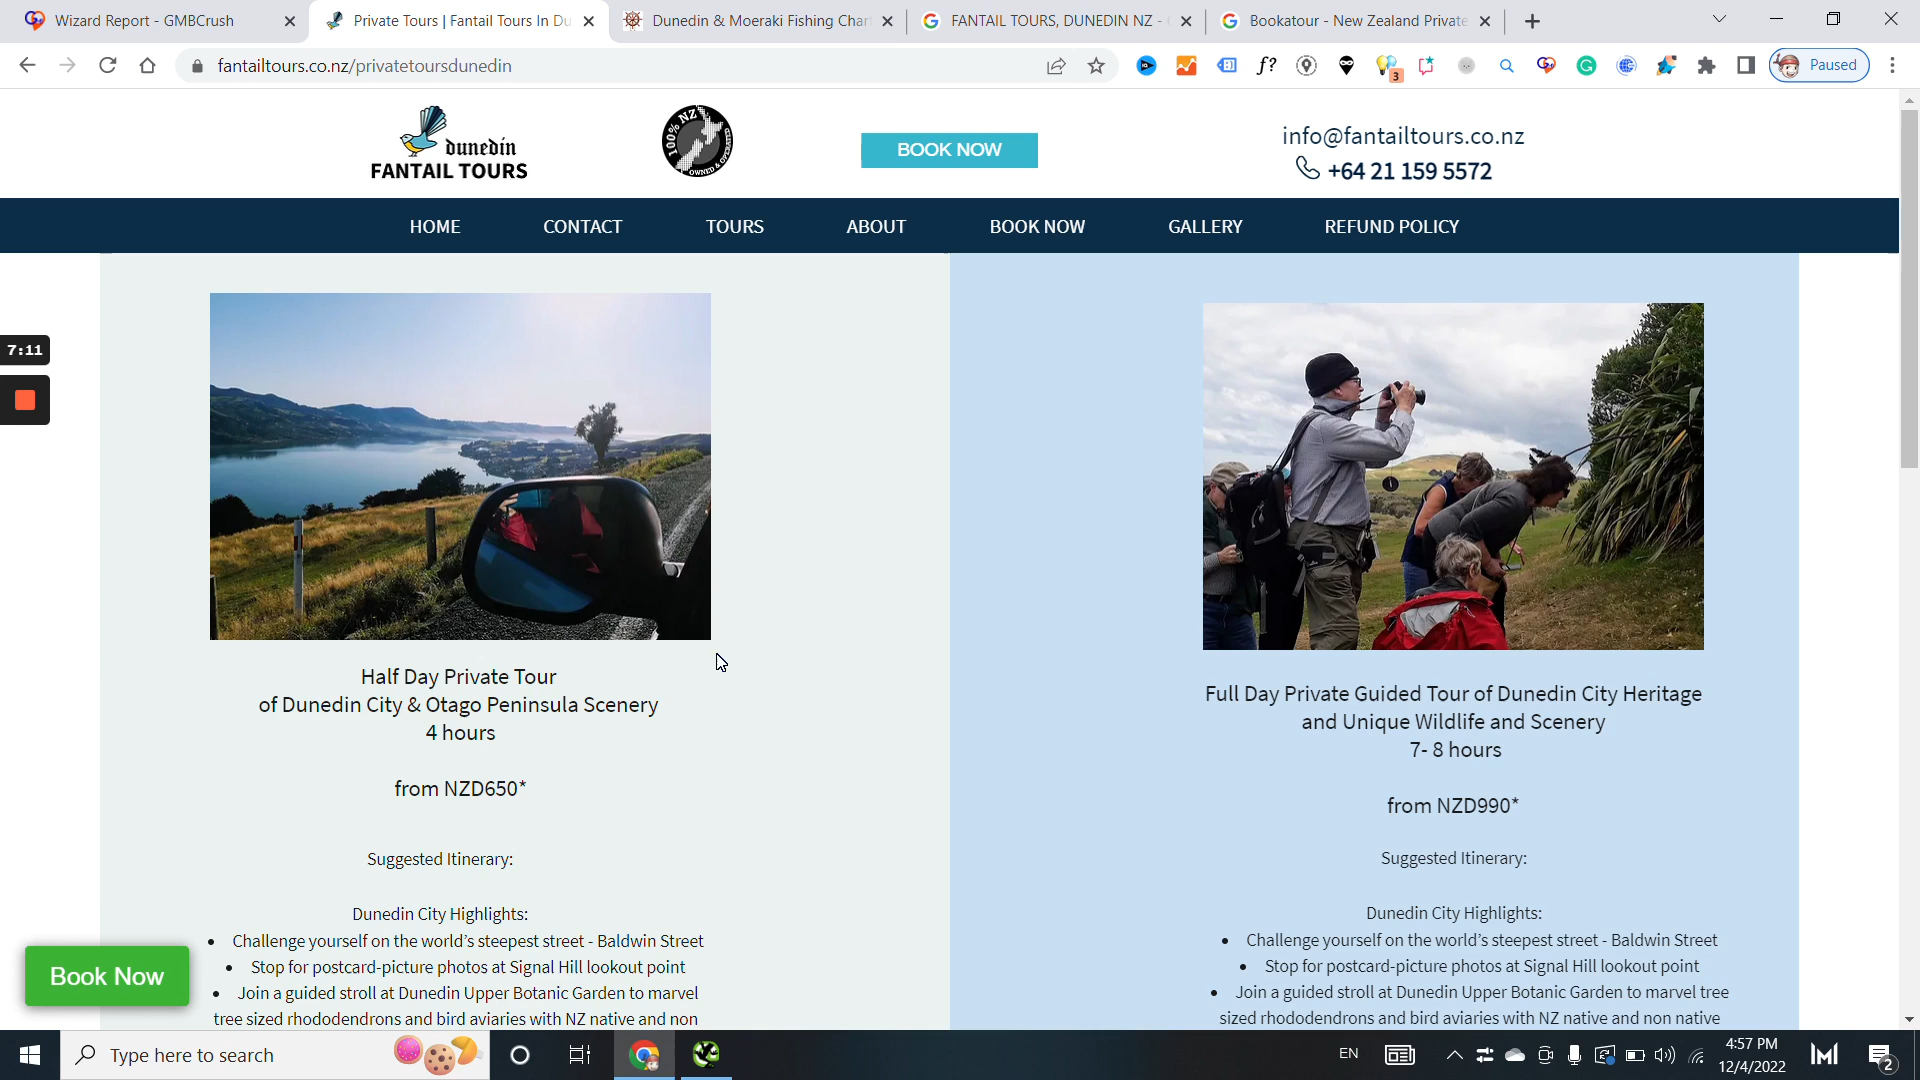 Wizard Report - GMBCrush
Private Tours | Fantail Tours In Du
Dunedin & Moeraki Fishing Char
FANTAIL TOURS, DUNEDIN NZ -
Bookatour - New Zealand Private
fantailtours.co.nz/privatetoursdunedin
f?
3
Paused
dunedin
FANTAIL TOURS
100% NZ
OWNED & OPERATED
BOOK NOW
info@fantailtours.co.nz
+64 21 159 5572
HOME
CONTACT
TOURS
ABOUT
BOOK NOW
GALLERY
REFUND POLICY
7:11
Half Day Private Tour
of Dunedin City & Otago Peninsula Scenery
4 hours
from NZD650*
Suggested Itinerary:
Dunedin City Highlights:
• Challenge yourself on the world's steepest street - Baldwin Street
• Stop for postcard-picture photos at Signal Hill lookout point
• Join a guided stroll at Dunedin Upper Botanic Garden to marvel
tree sized rhododendrons and bird aviaries with NZ native and non
Full Day Private Guided Tour of Dunedin City Heritage
and Unique Wildlife and Scenery
7- 8 hours
from NZD990*
Suggested Itinerary:
Dunedin City Highlights:
• Challenge yourself on the world's steepest street - Baldwin Street
• Stop for postcard-picture photos at Signal Hill lookout point
• Join a guided stroll at Dunedin Upper Botanic Garden to marvel tree
sized rhododendrons and bird aviaries with NZ native and non native
Book Now
Type here to search
EN
4:57 PM
12/4/2022
2